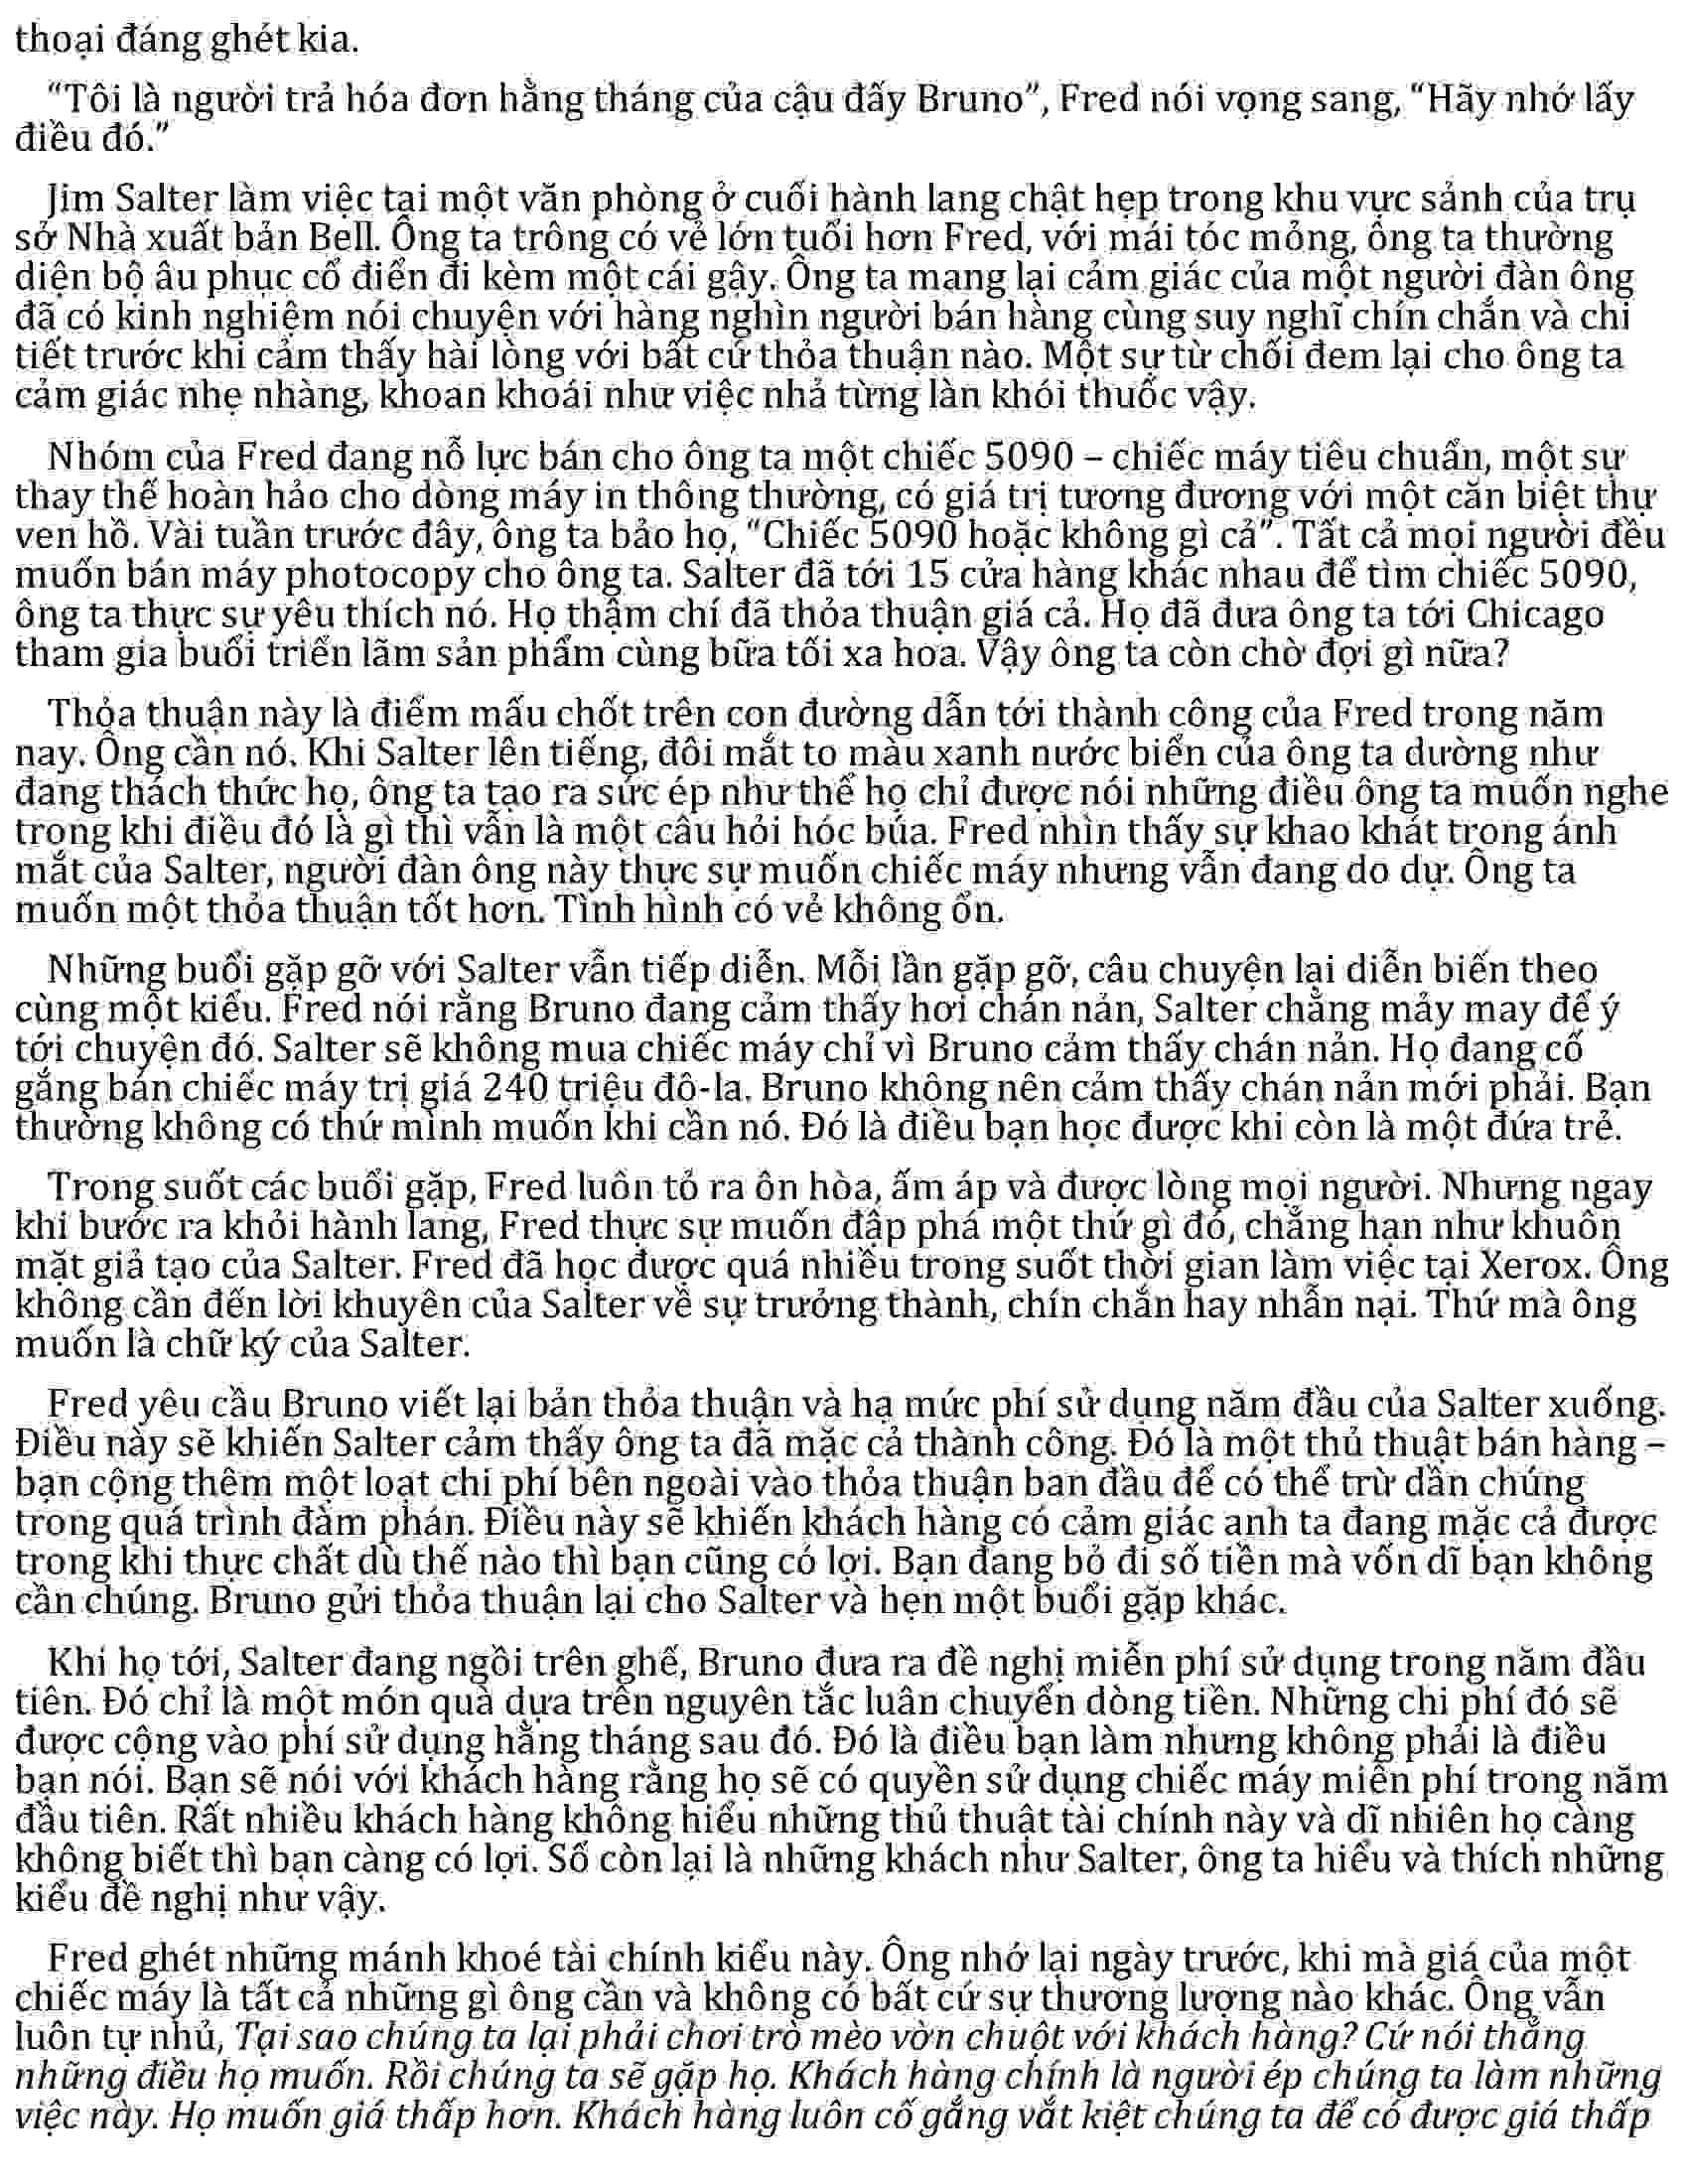 thoại đáng ghét kia.
“Tôi là người trả hóa đơn hằng tháng của cậu đấy Bruno”, Fred nói vọng sang, “Hãy nhớ lấy
điều đó.”
Jim Salter làm việc tại một văn phòng ở cuối hành lang chật hẹp trong khu vực sảnh của trụ
sở Nhà xuất bản Bell. Ông ta trông có vẻ lớn tuổi hơn Fred, với mái tóc mỏng, ông ta thường
diện bộ âu phục cổ điển đi kèm một cái gậy. Ông ta mang lại cảm giác của một người đàn ông
đã có kinh nghiệm nói chuyện với hàng nghìn người bán hàng cùng suy nghĩ chín chắn và chi
tiết trước khi cảm thấy hài lòng với bất cứ thỏa thuận nào. Một sự từ chối đem lại cho ông ta
cảm giác nhẹ nhàng, khoan khoái như việc nhả từng làn khói thuốc vậy.
Nhóm của Fred đang nỗ lực bán cho ông ta một chiếc 5090 – chiếc máy tiêu chuẩn, một sự
thay thế hoàn hảo cho dòng máy in thông thường, có giá trị tương đương với một căn biệt thự
ven hồ. Vài tuần trước đây, ông ta bảo họ, “Chiếc 5090 hoặc không gì cả”. Tất cả mọi người đều
muốn bán máy photocopy cho ông ta. Salter đã tới 15 cửa hàng khác nhau để tìm chiếc 5090,
ông ta thực sự yêu thích nó. Họ thậm chí đã thỏa thuận giá cả. Họ đã đưa ông ta tới Chicago
tham gia buổi triển lãm sản phẩm cùng bữa tối xa hoa. Vậy ông ta còn chờ đợi gì nữa?
Thỏa thuận này là điểm mấu chốt trên con đường dẫn tới thành công của Fred trong năm
nay. Ông cần nó. Khi Salter lên tiếng, đôi mắt to màu xanh nước biển của ông ta dường như
đang thách thức họ, ông ta tạo ra sức ép như thể họ chỉ được nói những điều ông ta muốn nghe
trong khi điều đó là gì thì vẫn là một câu hỏi hóc búa. Fred nhìn thấy sự khao khát trong ánh
mắt của Salter, người đàn ông này thực sự muốn chiếc máy nhưng vẫn đang do dự. Ông ta
muốn một thỏa thuận tốt hơn. Tình hình có vẻ không ổn.
Những buổi gặp gỡ với Salter vẫn tiếp diễn. Mỗi lần gặp gỡ, câu chuyện lại diễn biến theo
cùng một kiểu. Fred nói rằng Bruno đang cảm thấy hơi chán nản, Salter chẳng mảy may để ý
tới chuyện đó. Salter sẽ không mua chiếc máy chỉ vì Bruno cảm thấy chán nản. Họ đang cố
gắng bán chiếc máy trị giá 240 triệu đô-la. Bruno không nên cảm thấy chán nản mới phải. Bạn
thường không có thứ mình muốn khi cần nó. Đó là điều bạn học được khi còn là một đứa trẻ.
Trong suốt các buổi gặp, Fred luôn tỏ ra ôn hòa, ấm áp và được lòng mọi người. Nhưng ngay
khi bước ra khỏi hành lang, Fred thực sự muốn đập phá một thứ gì đó, chẳng hạn như khuôn
mặt giả tạo của Salter. Fred đã học được quá nhiều trong suốt thời gian làm việc tại Xerox. Ông
không cần đến lời khuyên của Salter về sự trưởng thành, chín chắn hay nhẫn nại. Thứ mà ông
muốn là chữ ký của Salter.
Fred yêu cầu Bruno viết lại bản thỏa thuận và hạ mức phí sử dụng năm đầu của Salter xuống.
Điều này sẽ khiến Salter cảm thấy ông ta đã mặc cả thành công. Đó là một thủ thuật bán hàng –
bạn cộng thêm một loạt chi phí bên ngoài vào thỏa thuận ban đầu để có thể trừ dần chúng
trong quá trình đàm phán. Điều này sẽ khiến khách hàng có cảm giác anh ta đang mặc cả được
trong khi thực chất dù thế nào thì bạn cũng có lợi. Bạn đang bỏ đi số tiền mà vốn dĩ bạn không
cần chúng. Bruno gửi thỏa thuận lại cho Salter và hẹn một buổi gặp khác.
Khi họ tới, Salter đang ngồi trên ghế, Bruno đưa ra đề nghị miễn phí sử dụng trong năm đầu
tiên. Đó chỉ là một món quà dựa trên nguyên tắc luân chuyển dòng tiền. Những chi phí đó sẽ
được cộng vào phí sử dụng hằng tháng sau đó. Đó là điều bạn làm nhưng không phải là điều
bạn nói. Bạn sẽ nói với khách hàng rằng họ sẽ có quyền sử dụng chiếc máy miễn phí trong năm
đầu tiên. Rất nhiều khách hàng không hiểu những thủ thuật tài chính này và dĩ nhiên họ càng
không biết thì bạn càng có lợi. Số còn lại là những khách như Salter, ông ta hiểu và thích những
kiểu đề nghị như vậy.
Fred ghét những mánh khoé tài chính kiểu này. Ông nhớ lại ngày trước, khi mà giá của một
chiếc máy là tất cả những gì ông cần và không có bất cứ sự thương lượng nào khác. Ông vẫn
luôn tự nhủ, Tại sao chúng ta lại phải chơi trò mèo vờn chuột với khách hàng? Cứ nói thẳng
những điều họ muốn. Rồi chúng ta sẽ gặp họ. Khách hàng chính là người ép chúng ta làm những
việc này. Họ muốn giá thấp hơn. Khách hàng luôn cố gắng vắt kiệt chúng ta để có được giá thấp